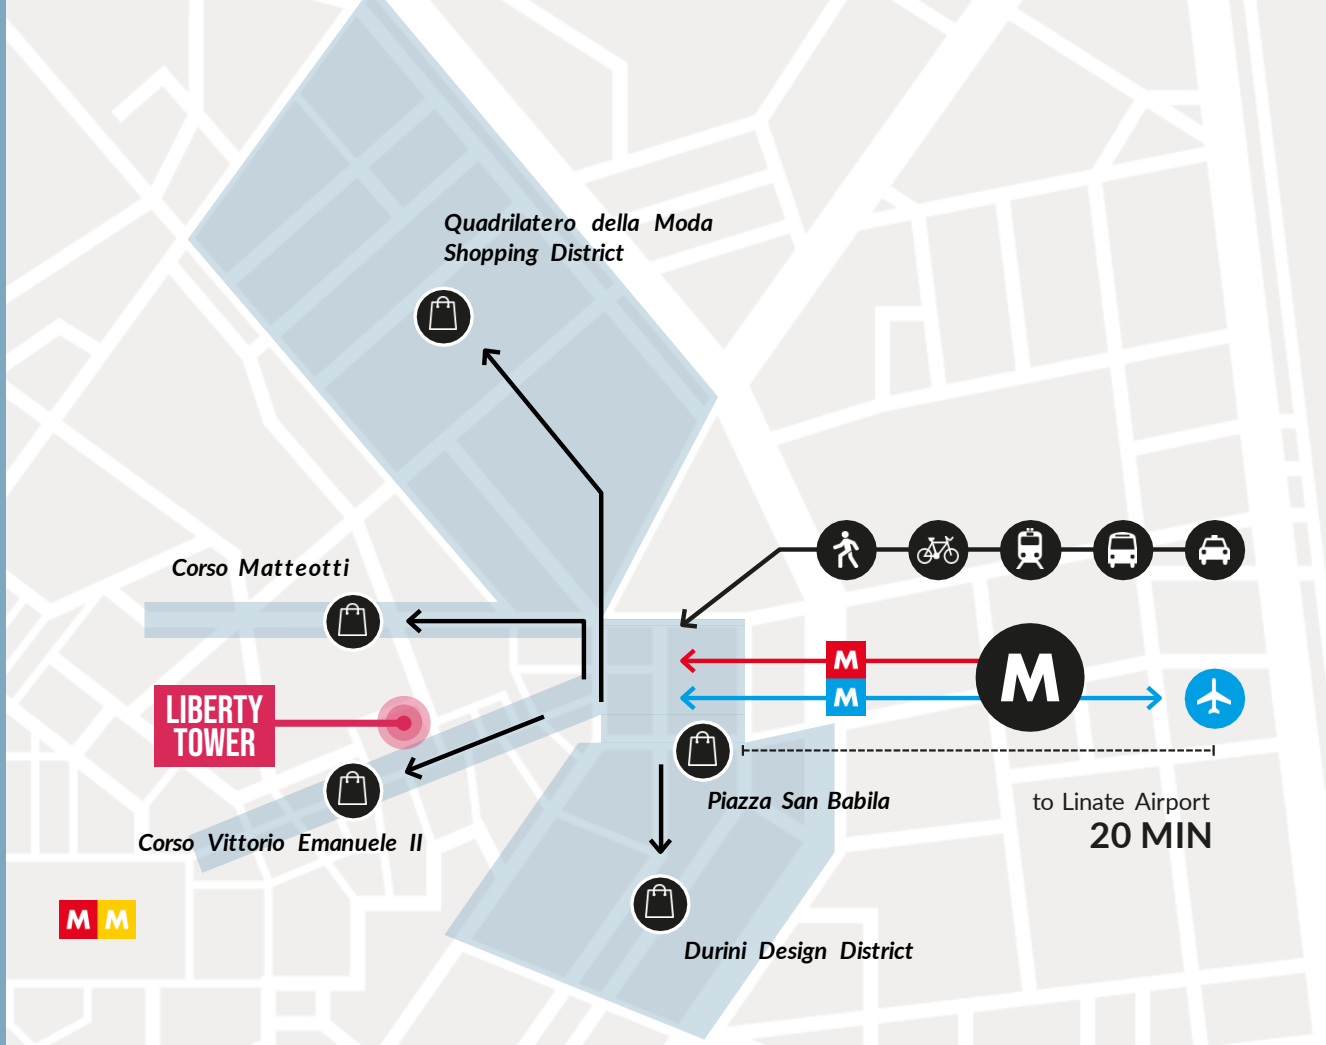 Quadrilatero della Moda
Shopping District
Corso Matteotti
LIBERTY
TOWER
M
M
M
Piazza San Babila
to Linate Airport
20 MIN
Corso Vittorio Emanuele II
M M
Durini Design District